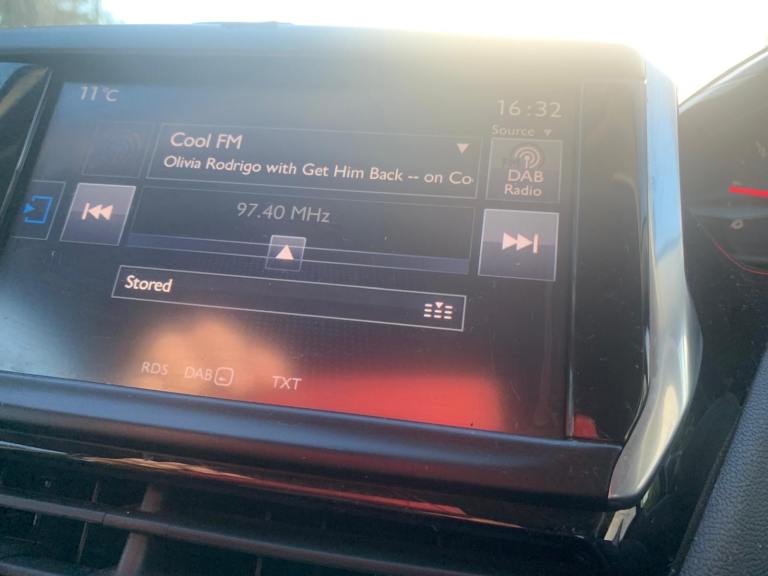 11°C
16:32
Source
Cool FM
Olivia Rodrigo with Get Him Back -- on Co
DAB
Radio
97.40 MHz
Stored
RDS DAB TXT